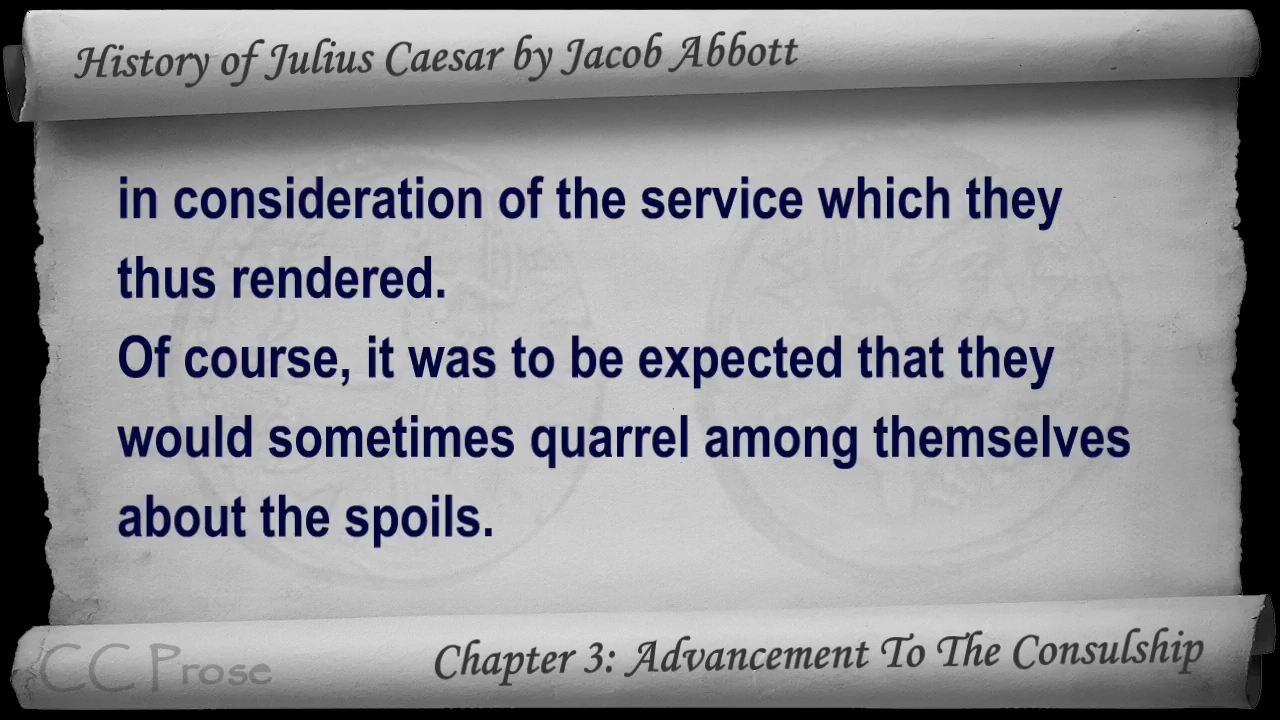 History of Julius Caesar by Jacob Abbott
in consideration of the service which they
thus rendered.
Of course, it was to be expected that they
would sometimes quarrel among themselves
about the spoils.
CC Prose
Chapter 3: Advancement To The Consulship